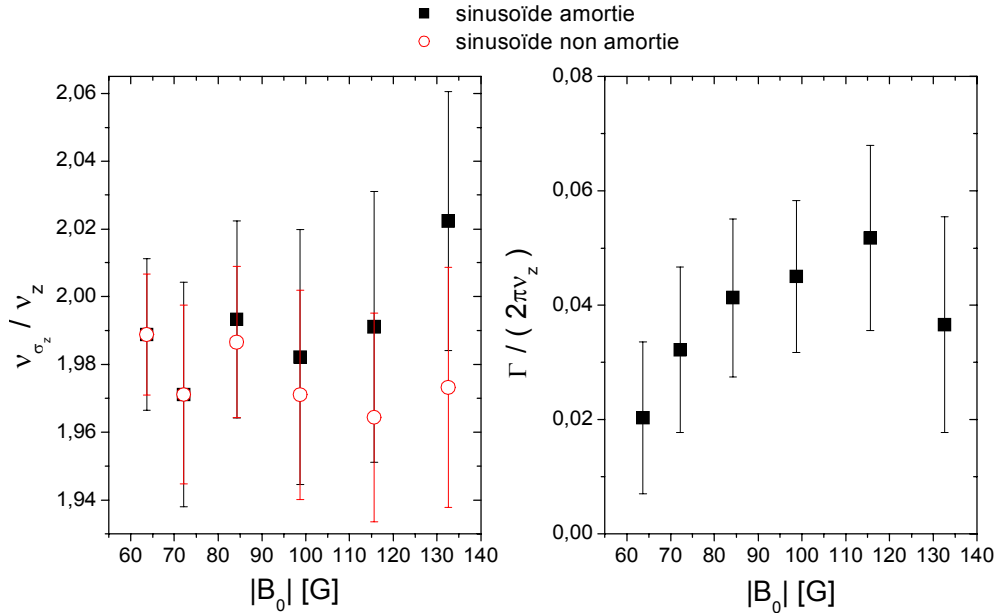 sinusoïde amortie
sinusoïde non amortie
2,06
2,04
2,02
2,00
1,98
1,96
1,94
ν_σ_z / ν_z
60 70 80 90 100 110 120 130 140
|B_0| [G]
0,08
0,06
0,04
0,02
0,00
Γ / ( 2πν_z )
60 70 80 90 100 110 120 130 140
|B_0| [G]